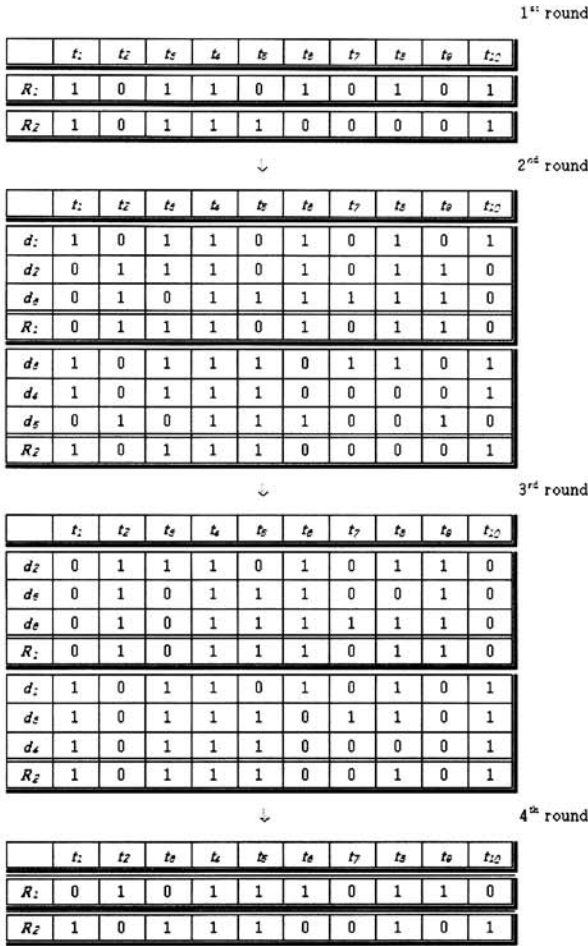 1st round
t1 t2 t3 t4 t5 t6 t7 t8 t9 t10
R1 1 0 1 1 0 1 0 1 0 1
R2 1 0 1 1 1 0 0 0 0 1
↓ 2nd round
t1 t2 t3 t4 t5 t6 t7 t8 t9 t10
d1 1 0 1 1 0 1 0 1 0 1
d2 0 1 1 1 0 1 0 1 1 0
d6 0 1 0 1 1 1 1 1 1 0
R1 0 1 1 1 0 1 0 1 1 0
d3 1 0 1 1 1 0 1 1 0 1
d4 1 0 1 1 1 0 0 0 0 1
d5 0 1 0 1 1 1 0 0 1 0
R2 1 0 1 1 1 0 0 0 0 1
↓ 3rd round
t1 t2 t3 t4 t5 t6 t7 t8 t9 t10
d2 0 1 1 1 0 1 0 1 1 0
d5 0 1 0 1 1 1 0 0 1 0
d6 0 1 0 1 1 1 1 1 1 0
R1 0 1 0 1 1 1 0 1 1 0
d1 1 0 1 1 0 1 0 1 0 1
d3 1 0 1 1 1 0 1 1 0 1
d4 1 0 1 1 1 0 0 0 0 1
R2 1 0 1 1 1 0 0 1 0 1
↓ 4th round
t1 t2 t3 t4 t5 t6 t7 t8 t9 t10
R1 0 1 0 1 1 1 0 1 1 0
R2 1 0 1 1 1 0 0 1 0 1